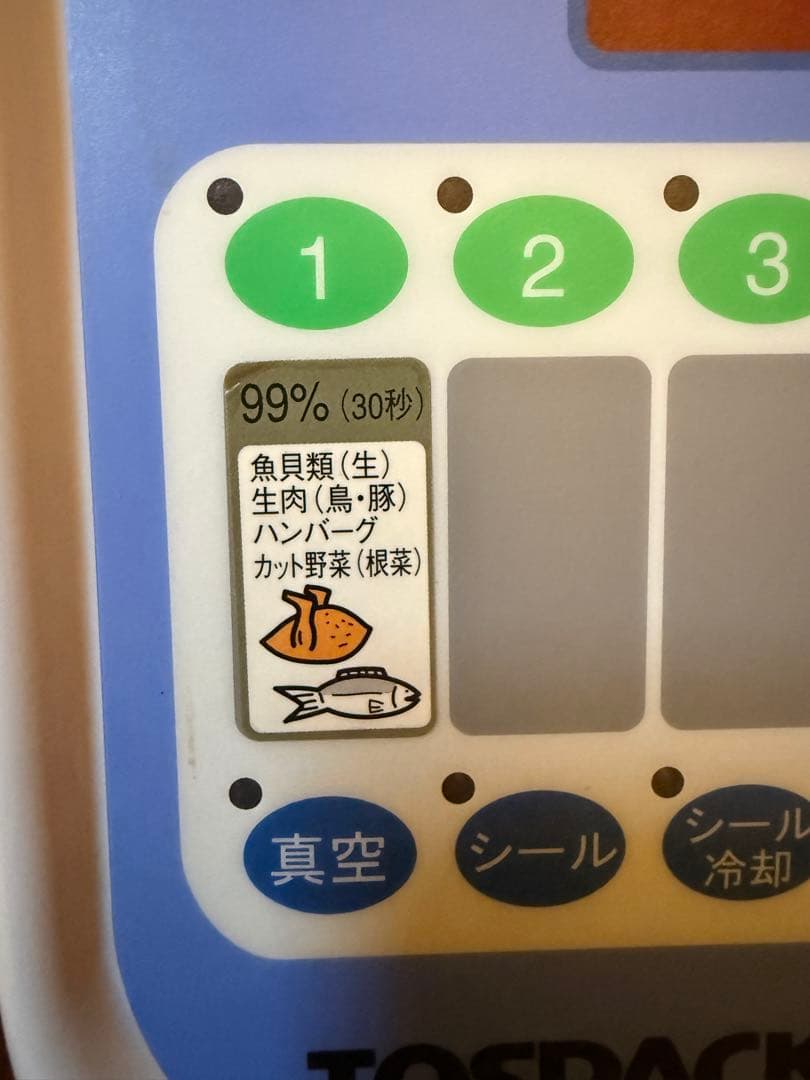 1
2
3
99% (30秒)
魚貝類(生)
生肉(鳥・豚)
ハンバーグ
カット野菜(根菜)
真空
シール
シール
冷却
TOSPACK